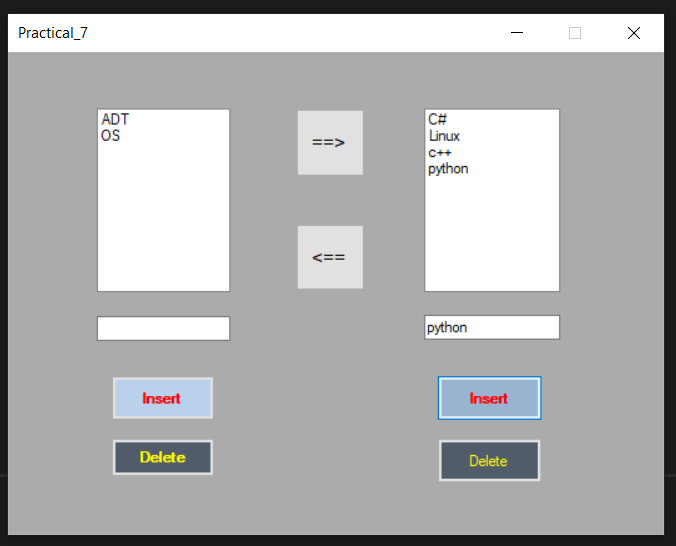 Practical_7
ADT
OS
==>
<==
C#
Linux
c++
python
python
Insert
Delete
Insert
Delete